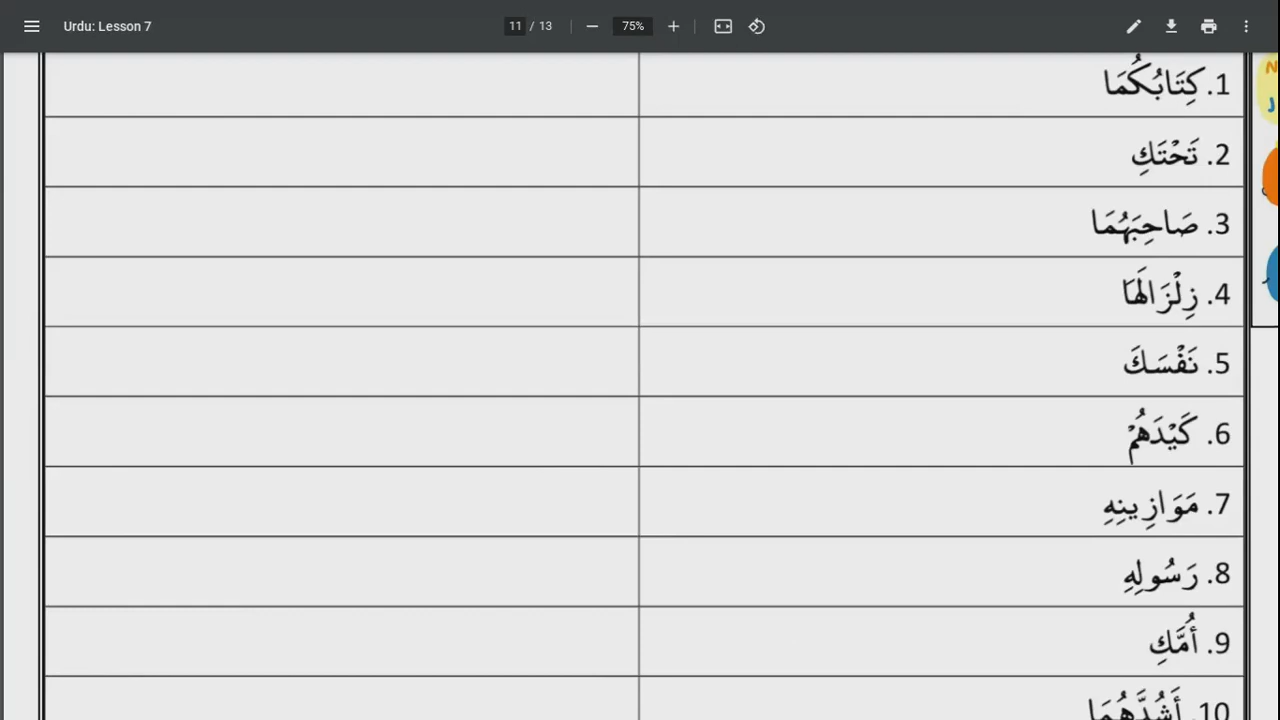 Urdu: Lesson 7
11 / 13
75%
1. كِتَابُكُمَا
2. تَحْتَكِ
3. صَاحِبَهُمَا
4. زِلْزَالَهَا
5. نَفْسَكَ
6. كَيْدَهُمْ
7. مَوَازِينِهِ
8. رَسُولِهِ
9. أُمَّكِ
10. أَشُدَّهُمَا